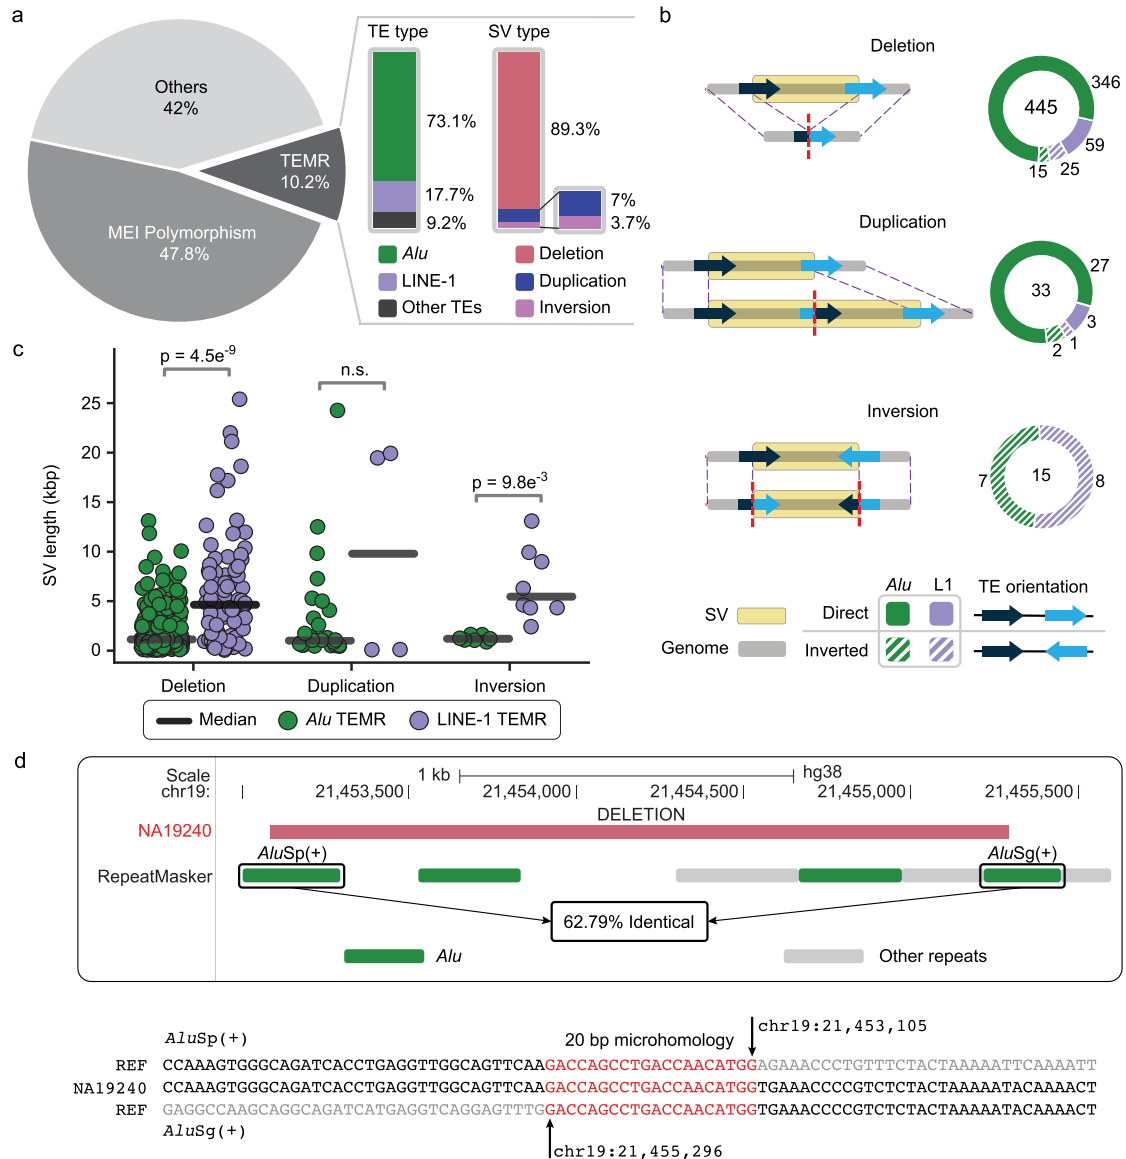 a
Others
42%
TEMR
10.2%
MEI Polymorphism
47.8%
TE type
SV type
73.1%
17.7%
9.2%
89.3%
7%
3.7%
Alu
LINE-1
Other TEs
Deletion
Duplication
Inversion
b
Deletion
445
346
59
25
15
Duplication
33
27
3
1
2
Inversion
15
7
8
SV
Genome
Alu
L1
TE orientation
Direct
Inverted
c
SV length (kbp)
25
20
15
10
5
0
p = 4.5e-9
n.s.
p = 9.8e-3
Deletion
Duplication
Inversion
Median
Alu TEMR
LINE-1 TEMR
d
Scale
1 kb
hg38
chr19:
21,453,500
21,454,000
21,454,500
21,455,000
21,455,500
DELETION
NA19240
AluSp(+)
AluSg(+)
RepeatMasker
62.79% Identical
Alu
Other repeats
AluSp(+)
20 bp microhomology
chr19:21,453,105
REF CCAAAGTGGGCAGATCACCTGAGGTTGGCAGTTCAAGACCAGCCTGACCAACATGGAGAAACCCTGTTTCTACTAAAAATTCAAAATT
NA19240 CCAAAGTGGGCAGATCACCTGAGGTTGGCAGTTCAAGACCAGCCTGACCAACATGGTGAAACCCCGTCTCTACTAAAAATACAAAACT
REF GAGGCCAAGCAGGCAGATCATGAGGTCAGGAGTTTGGACCAGCCTGACCAACATGGTGAAACCCCGTCTCTACTAAAAATACAAAACT
AluSg(+)
chr19:21,455,296